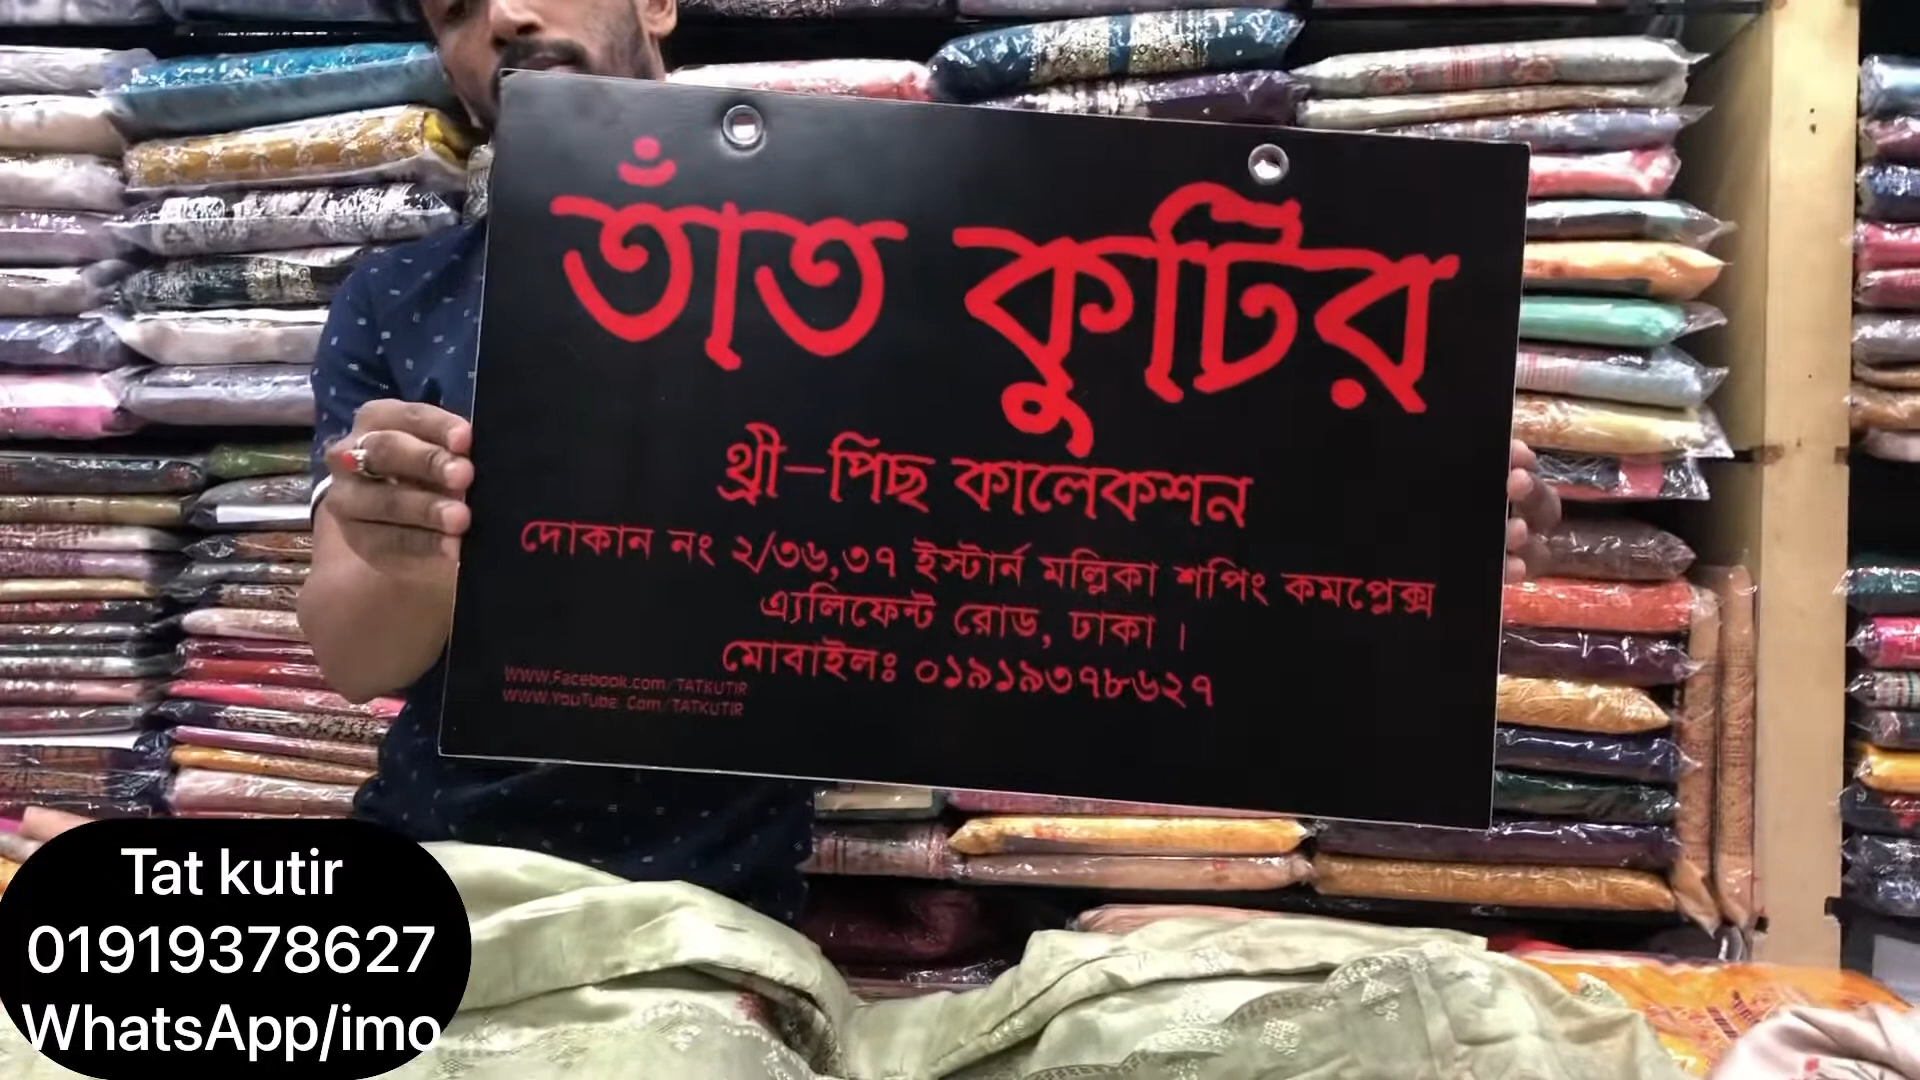 তাঁত কুটির
থ্রী-পিছ কালেকশন
দোকান নং ২/৩৬,৩৭ ইস্টার্ন মল্লিকা শপিং কমপ্লেক্স
এ্যলিফেন্ট রোড, ঢাকা ।
মোবাইলঃ ০১৯১৯৩৭৮৬২৭
WWW.Facebook.com/TATKUTIR
WWW.YouTube.Com/TATKUTIR
Tat kutir
01919378627
WhatsApp/imo